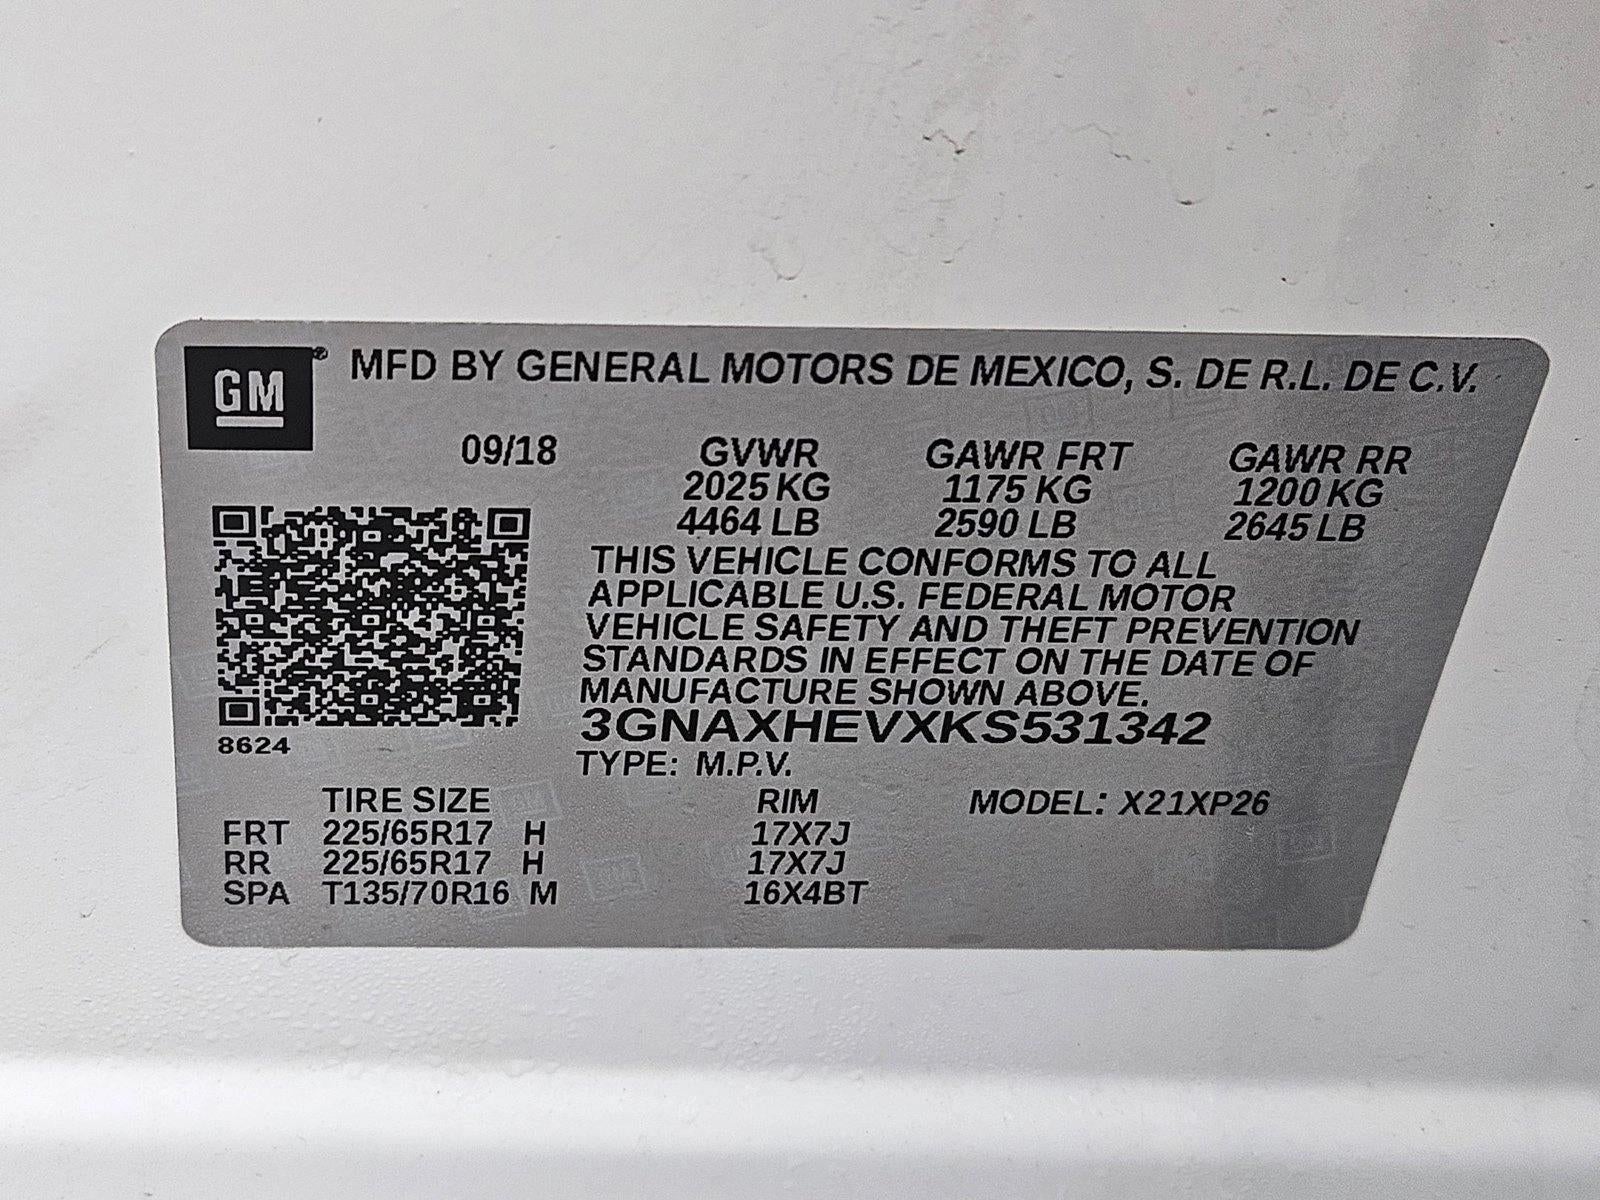 GM® MFD BY GENERAL MOTORS DE MEXICO, S. DE R.L. DE C.V.
09/18 GVWR GAWR FRT GAWR RR
2025 KG 1175 KG 1200 KG
4464 LB 2590 LB 2645 LB
THIS VEHICLE CONFORMS TO ALL
APPLICABLE U.S. FEDERAL MOTOR
VEHICLE SAFETY AND THEFT PREVENTION
STANDARDS IN EFFECT ON THE DATE OF
MANUFACTURE SHOWN ABOVE.
3GNAXHEVXKS531342
8624
TYPE: M.P.V.
TIRE SIZE RIM MODEL: X21XP26
FRT 225/65R17 H 17X7J
RR 225/65R17 H 17X7J
SPA T135/70R16 M 16X4BT